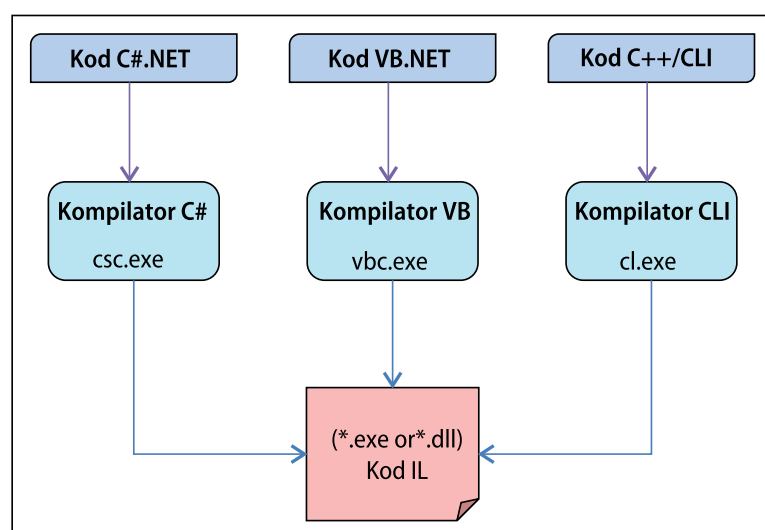 Kod C#.NET
Kod VB.NET
Kod C++/CLI
Kompilator C#
csc.exe
Kompilator VB
vbc.exe
Kompilator CLI
cl.exe
(*.exe or*.dll)
Kod IL